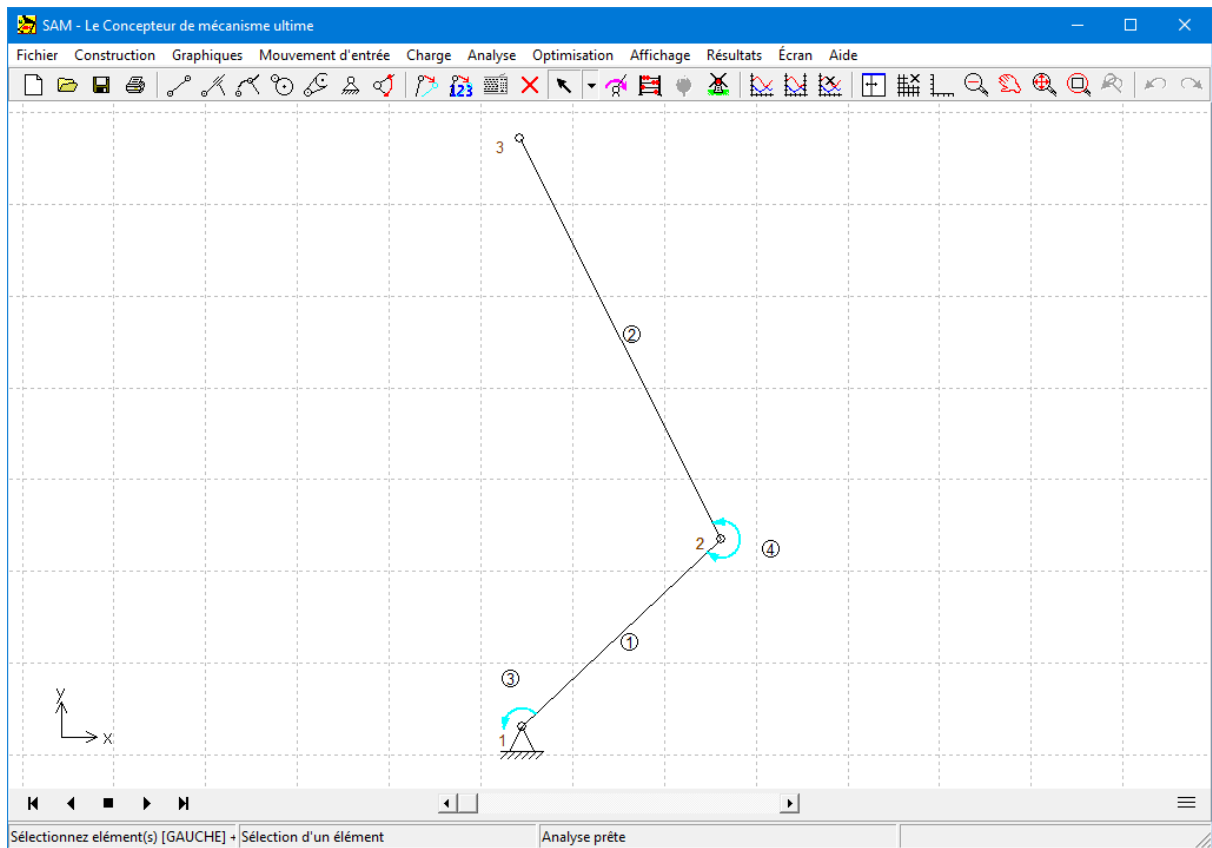 SAM - Le Concepteur de mécanisme ultime
Fichier Construction Graphiques Mouvement d'entrée Charge Analyse Optimisation Affichage Résultats Écran Aide
123
3
②
2
④
①
③
y
x
1
Sélectionnez elément(s) [GAUCHE] + Sélection d'un élément Analyse prête